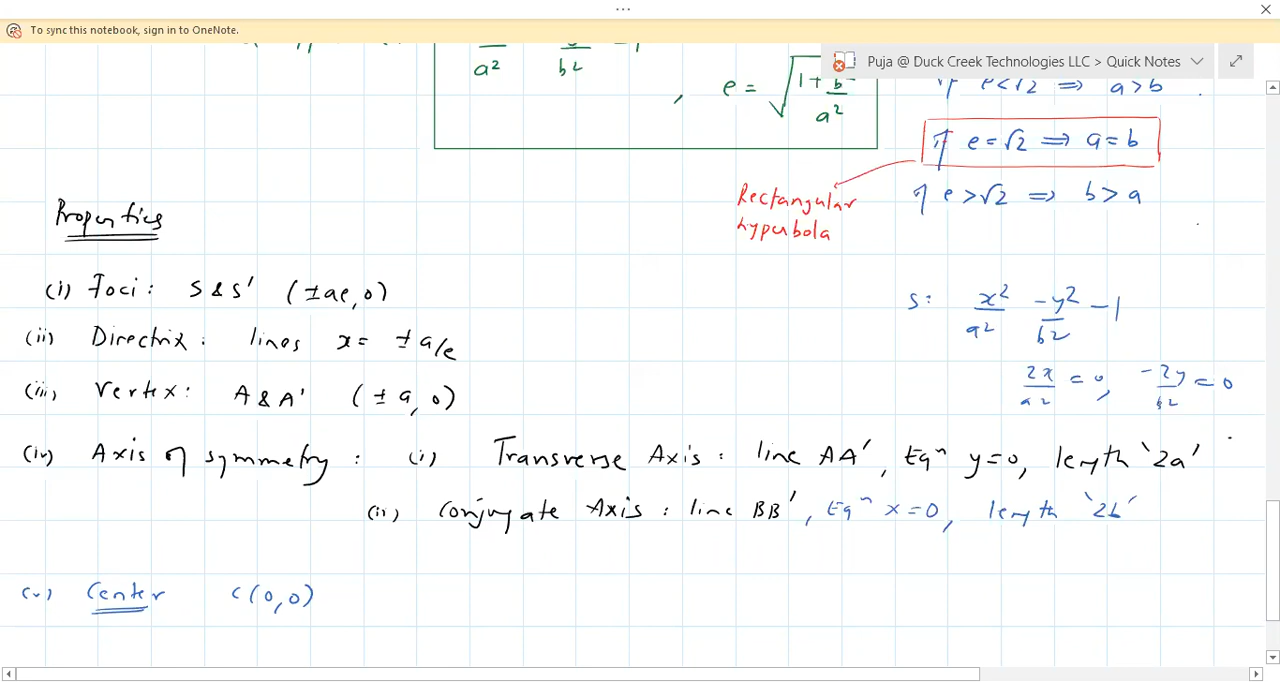 ...
To sync this notebook, sign in to OneNote.
Puja @ Duck Creek Technologies LLC > Quick Notes
a² b²
, e = √(1 + b/a²)
e < √2 ⟹ a > b
if e = √2 ⟹ a = b
if e > √2 ⟹ b > a
Rectangular
hyperbola
Properties
(i) Foci: S & S' (±ae, 0)
(ii) Directrix: lines x = ± a/e
(iii) Vertex: A & A' (± a, 0)
S: x²/a² - y²/b² - 1
2x/a² = 0, -2y/b² = 0
(iv) Axis of symmetry: (i) Transverse Axis: line AA', Eqⁿ y=0, length '2a'
(ii) Conjugate Axis: line BB', Eqⁿ x=0, length '2b'
(v) Center C(0,0)